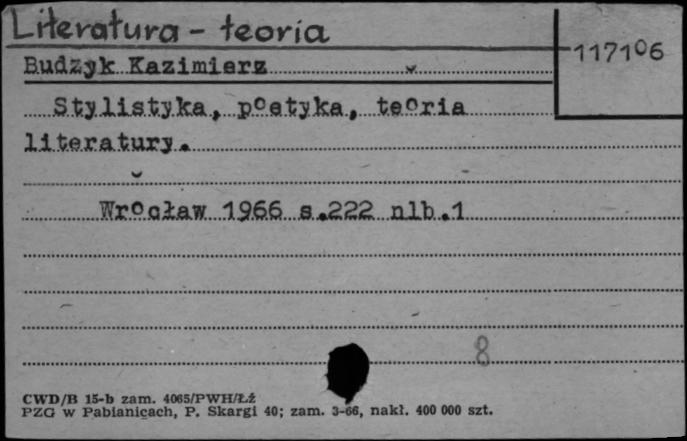 Literatura - teoria
117106
Budzyk Kazimierz
Stylistyka, poetyka, teoria
literatury.
Wrocław 1966 s.222 nlb.1
8
CWD/B 15-b zam. 4065/PWH/Łź
PZG w Pabianicach, P. Skargi 40; zam. 3-66, nakł. 400 000 szt.